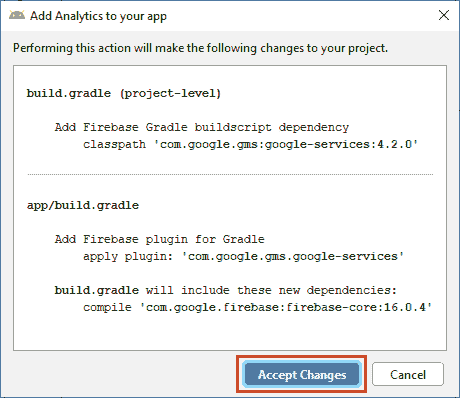 Add Analytics to your app
Performing this action will make the following changes to your project.
build.gradle (project-level)
Add Firebase Gradle buildscript dependency
classpath 'com.google.gms:google-services:4.2.0'
app/build.gradle
Add Firebase plugin for Gradle
apply plugin: 'com.google.gms.google-services'
build.gradle will include these new dependencies:
compile 'com.google.firebase:firebase-core:16.0.4'
Accept Changes
Cancel